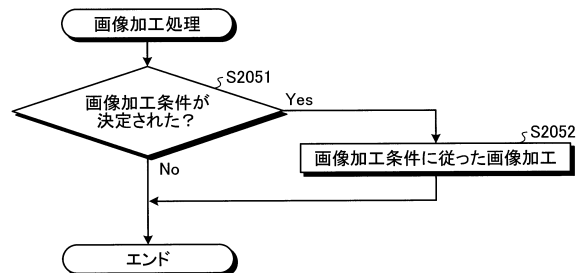 画像加工処理
S2051
画像加工条件が
決定された?
Yes
S2052
画像加工条件に従った画像加工
No
エンド